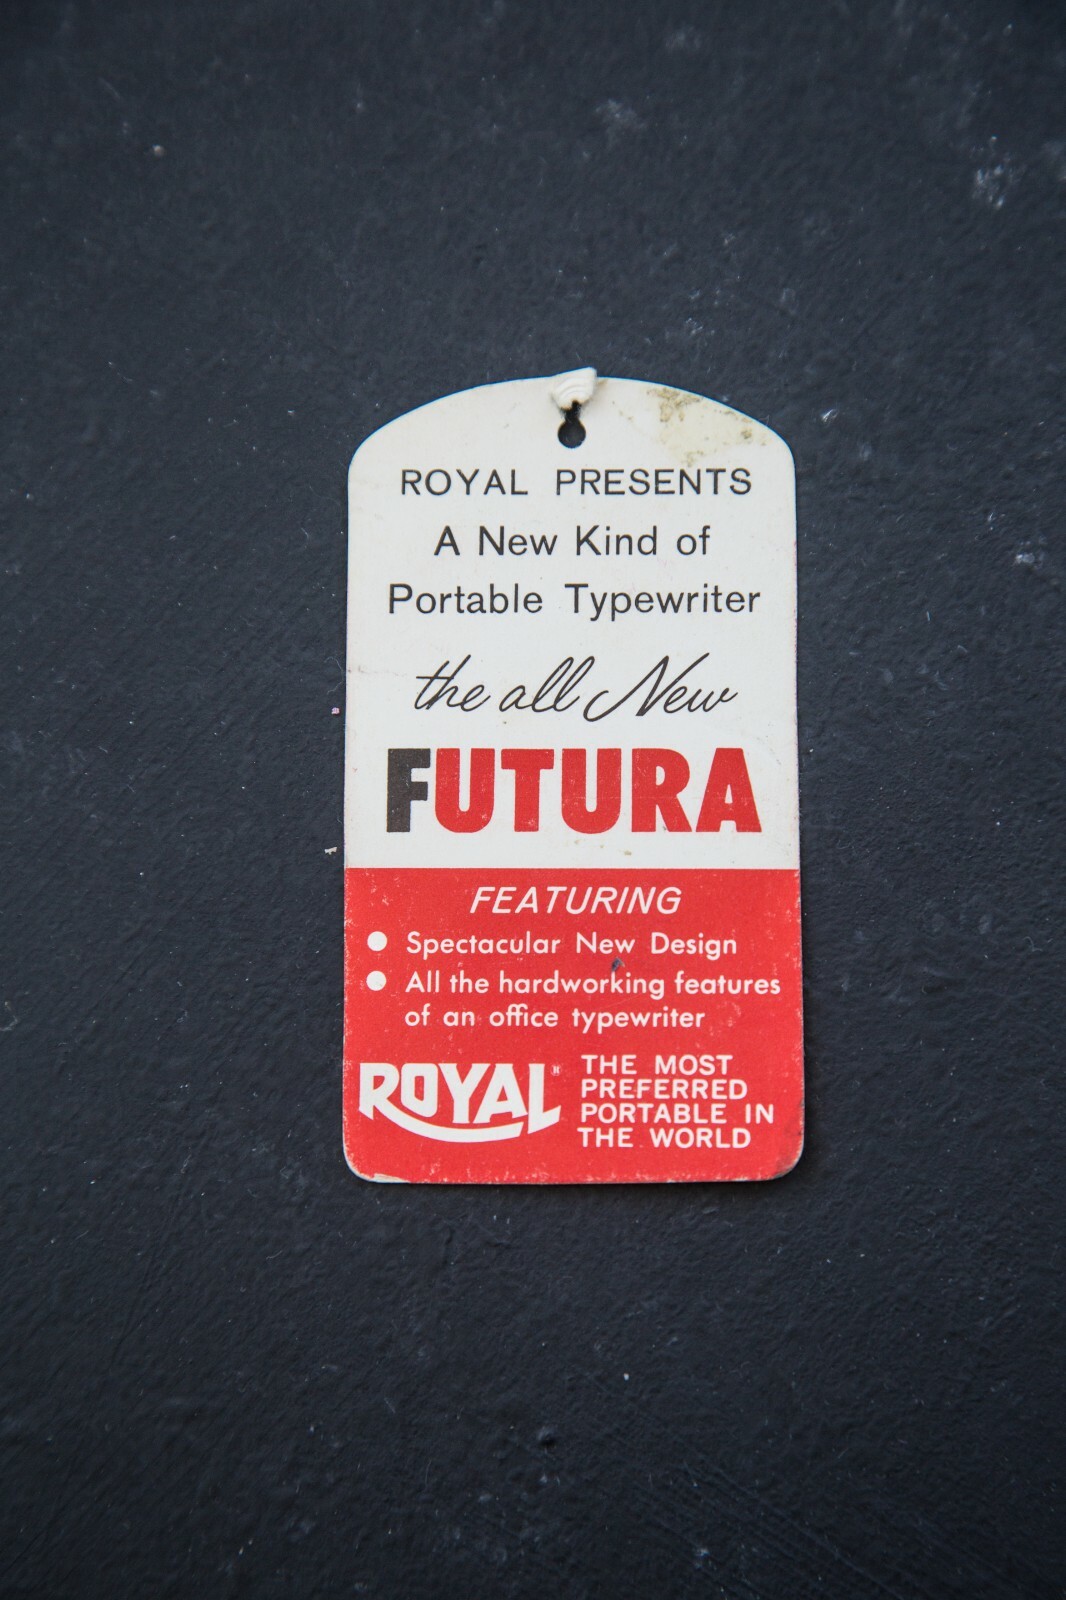 ROYAL PRESENTS
A New Kind of
Portable Typewriter
the all New
FUTURA
FEATURING
● Spectacular New Design
● All the hardworking features
of an office typewriter
ROYAL®
THE MOST
PREFERRED
PORTABLE IN
THE WORLD